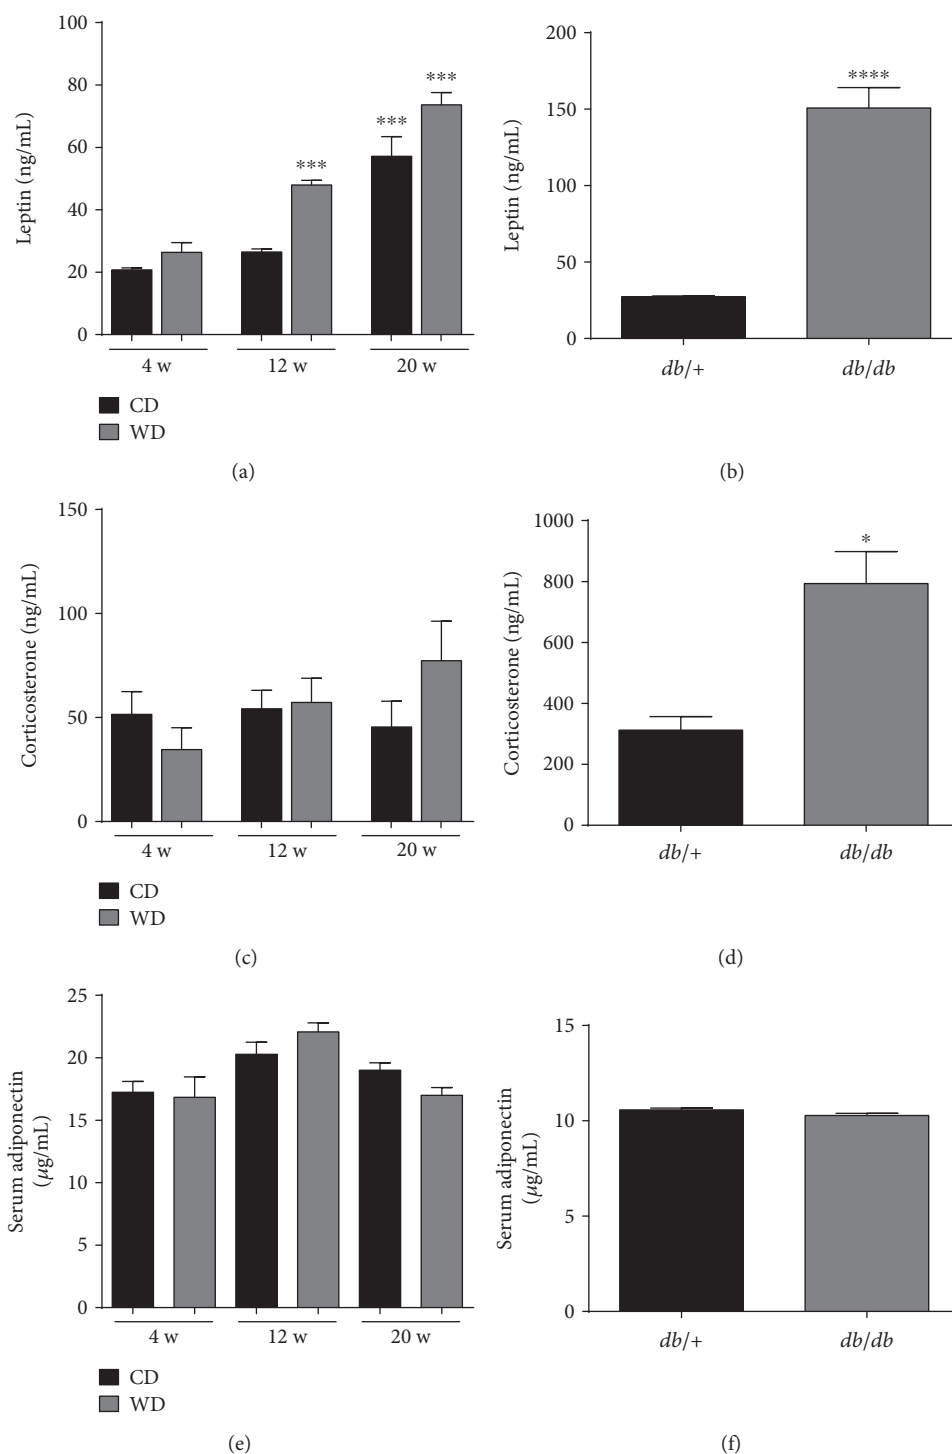 100
80
60
40
20
0
Leptin (ng/mL)
***
***
***
4 w
12 w
20 w
CD
WD
(a)
200
150
100
50
0
Leptin (ng/mL)
****
db/+
db/db
(b)
150
100
50
0
Corticosterone (ng/mL)
4 w
12 w
20 w
CD
WD
(c)
1000
800
600
400
200
0
Corticosterone (ng/mL)
*
db/+
db/db
(d)
25
20
15
10
5
0
Serum adiponectin
(μg/mL)
4 w
12 w
20 w
CD
WD
(e)
15
10
5
0
Serum adiponectin
(μg/mL)
db/+
db/db
(f)